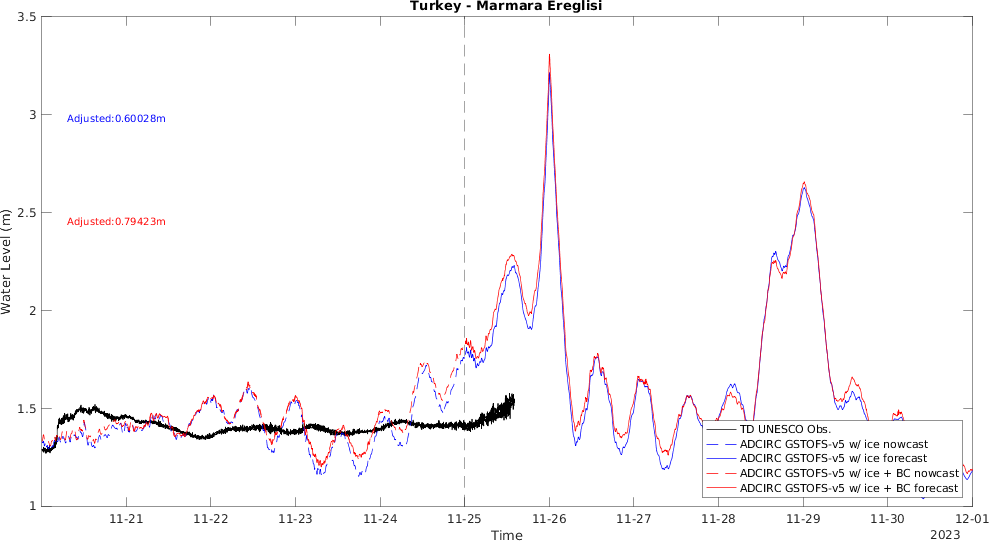 Turkey - Marmara Ereglisi
3.5
3
2.5
2
1.5
1
Water Level (m)
Adjusted:0.60028m
Adjusted:0.79423m
TD UNESCO Obs.
ADCIRC GSTOFS-v5 w/ ice nowcast
ADCIRC GSTOFS-v5 w/ ice forecast
ADCIRC GSTOFS-v5 w/ ice + BC nowcast
ADCIRC GSTOFS-v5 w/ ice + BC forecast
11-21 11-22 11-23 11-24 11-25 11-26 11-27 11-28 11-29 11-30 12-01
Time
2023